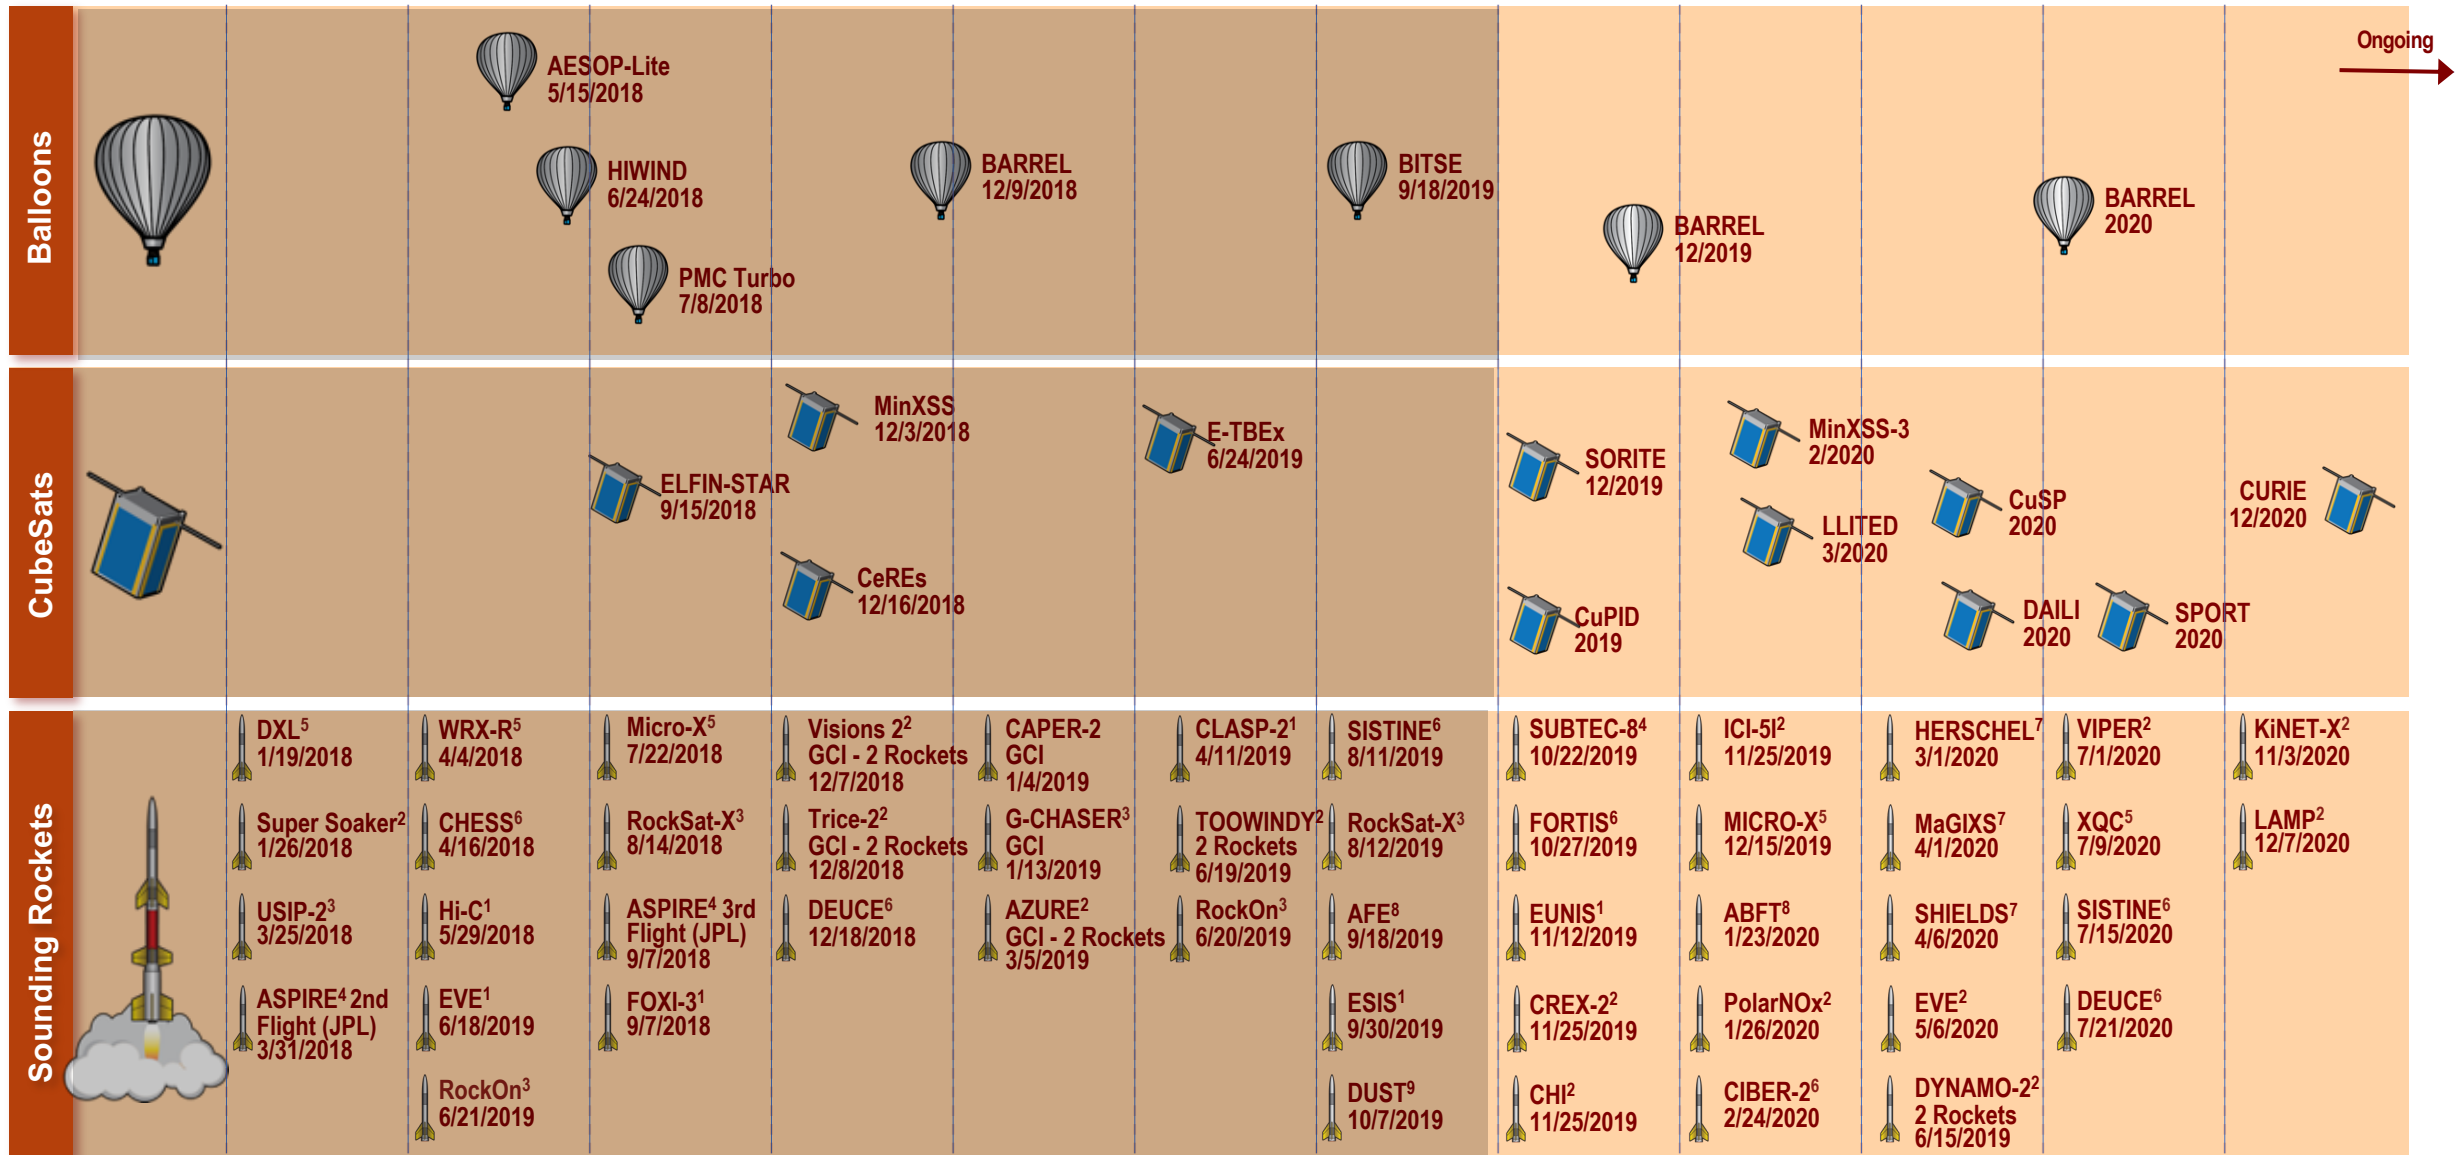 Ongoing
Balloons
AESOP-Lite
5/15/2018
HIWIND
6/24/2018
PMC Turbo
7/8/2018
BARREL
12/9/2018
BITSE
9/18/2019
BARREL
12/2019
BARREL
2020
CubeSats
ELFIN-STAR
9/15/2018
MinXSS
12/3/2018
CeREs
12/16/2018
E-TBEx
6/24/2019
SORITE
12/2019
CuPID
2019
MinXSS-3
2/2020
LLITED
3/2020
CuSP
2020
DAILI
2020
SPORT
2020
CURIE
12/2020
Sounding Rockets
DXL⁵
1/19/2018
Super Soaker²
1/26/2018
USIP-2³
3/25/2018
ASPIRE⁴ 2nd
Flight (JPL)
3/31/2018
WRX-R⁵
4/4/2018
CHESS⁶
4/16/2018
Hi-C¹
5/29/2018
EVE¹
6/18/2019
RockOn³
6/21/2019
Micro-X⁵
7/22/2018
RockSat-X³
8/14/2018
ASPIRE⁴ 3rd
Flight (JPL)
9/7/2018
FOXI-3¹
9/7/2018
Visions 2²
GCI - 2 Rockets
12/7/2018
Trice-2²
GCI - 2 Rockets
12/8/2018
DEUCE⁶
12/18/2018
CAPER-2
GCI
1/4/2019
G-CHASER³
GCI
1/13/2019
AZURE²
GCI - 2 Rockets
3/5/2019
CLASP-2¹
4/11/2019
TOOWINDY²
2 Rockets
6/19/2019
RockOn³
6/20/2019
SISTINE⁶
8/11/2019
RockSat-X³
8/12/2019
AFE⁸
9/18/2019
ESIS¹
9/30/2019
DUST⁹
10/7/2019
SUBTEC-8⁴
10/22/2019
FORTIS⁶
10/27/2019
EUNIS¹
11/12/2019
CREX-2²
11/25/2019
CHI²
11/25/2019
ICI-5I²
11/25/2019
MICRO-X⁵
12/15/2019
ABFT⁸
1/23/2020
PolarNOx²
1/26/2020
CIBER-2⁶
2/24/2020
HERSCHEL⁷
3/1/2020
MaGIXS⁷
4/1/2020
SHIELDS⁷
4/6/2020
EVE²
5/6/2020
DYNAMO-2²
2 Rockets
6/15/2019
VIPER²
7/1/2020
XQC⁵
7/9/2020
SISTINE⁶
7/15/2020
DEUCE⁶
7/21/2020
KiNET-X²
11/3/2020
LAMP²
12/7/2020